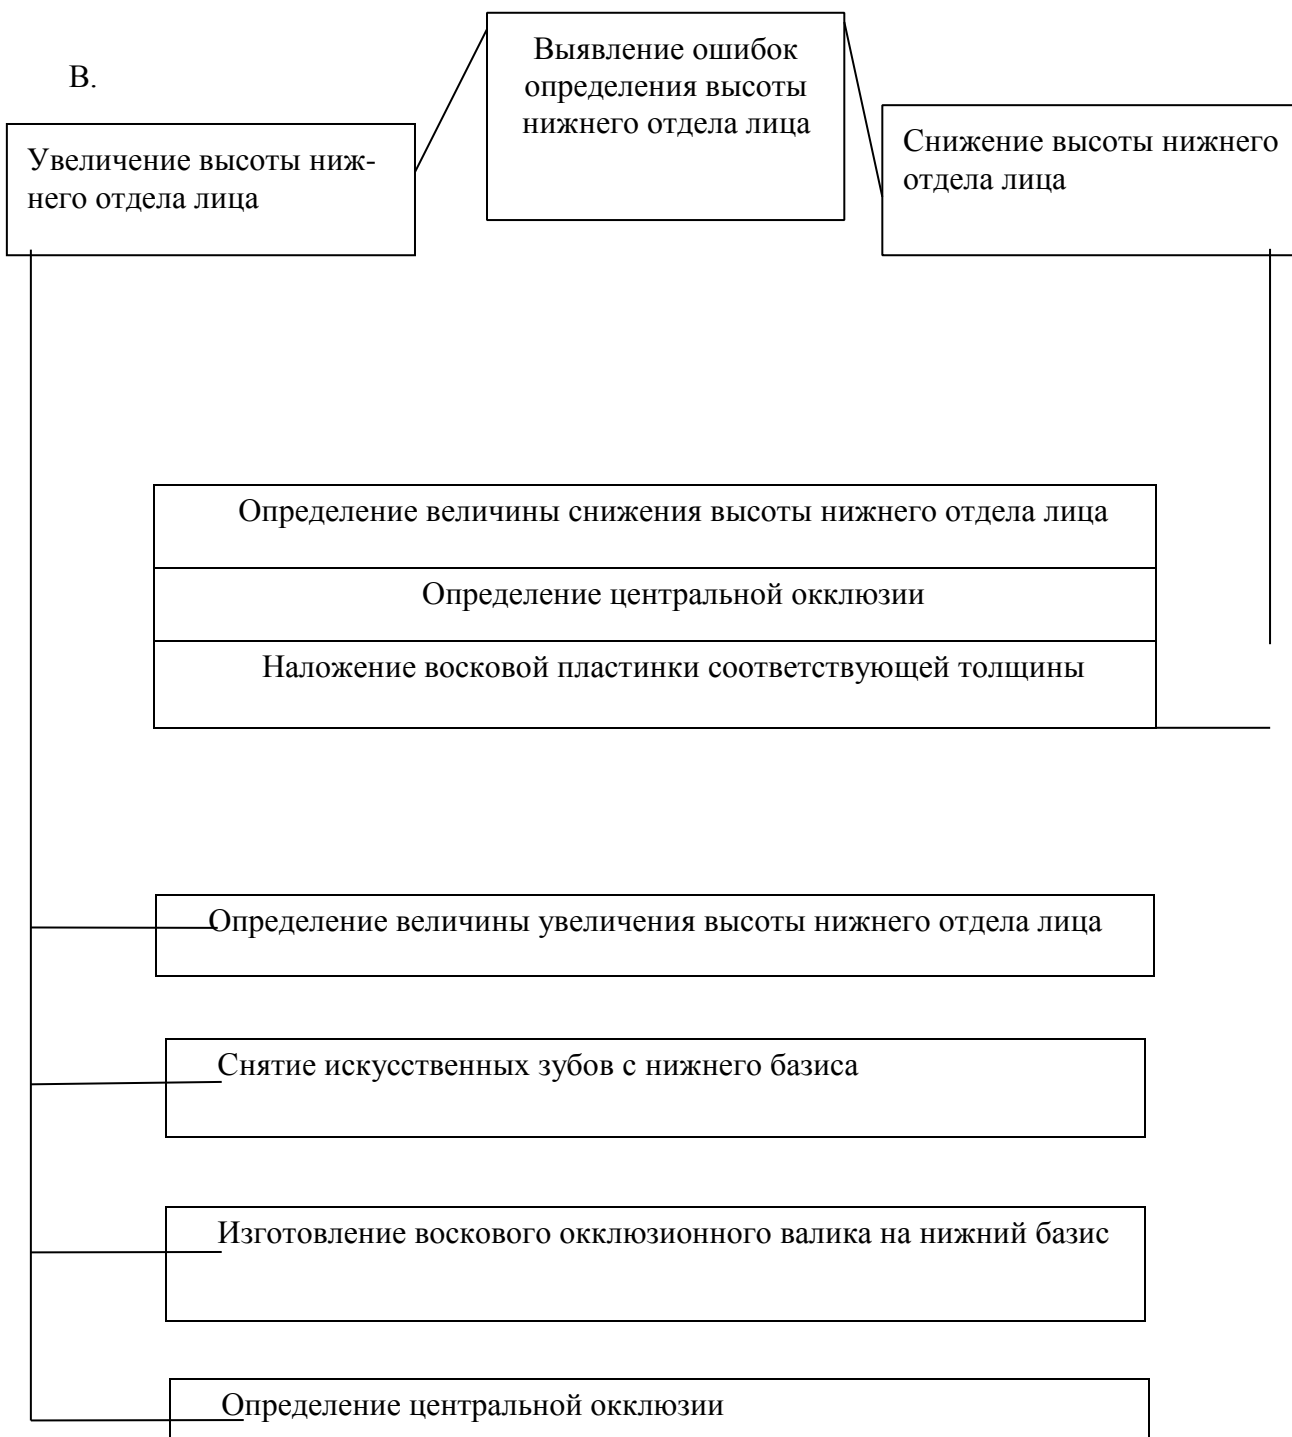 В.
Выявление ошибок
определения высоты
нижнего отдела лица
Увеличение высоты ниж-
него отдела лица
Снижение высоты нижнего
отдела лица
Определение величины снижения высоты нижнего отдела лица
Определение центральной окклюзии
Наложение восковой пластинки соответствующей толщины
Определение величины увеличения высоты нижнего отдела лица
Снятие искусственных зубов с нижнего базиса
Изготовление воскового окклюзионного валика на нижний базис
Определение центральной окклюзии